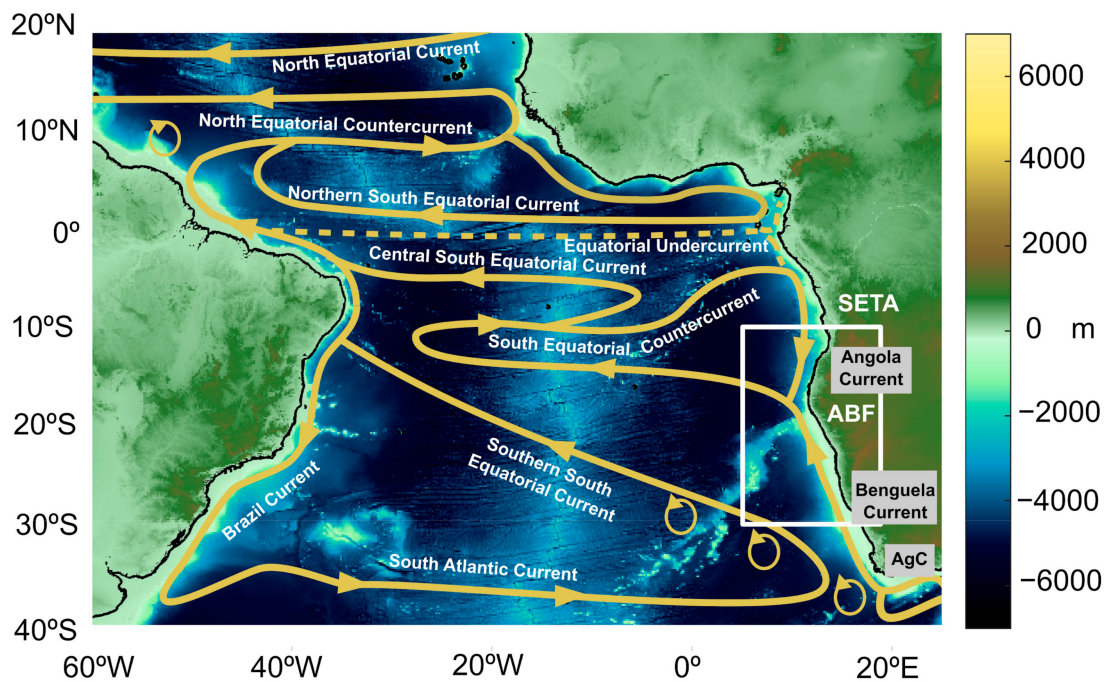 20ºN
North Equatorial Current
10ºN
North Equatorial Countercurrent
Northern South Equatorial Current
0º
Equatorial Undercurrent
Central South Equatorial Current
SETA
10ºS
South Equatorial Countercurrent
Angola
Current
ABF
20ºS
Southern South
Equatorial Current
Brazil Current
Benguela
Current
30ºS
South Atlantic Current
AgC
40ºS
60ºW
40ºW
20ºW
0º
20ºE
6000
4000
2000
0 m
−2000
−4000
−6000